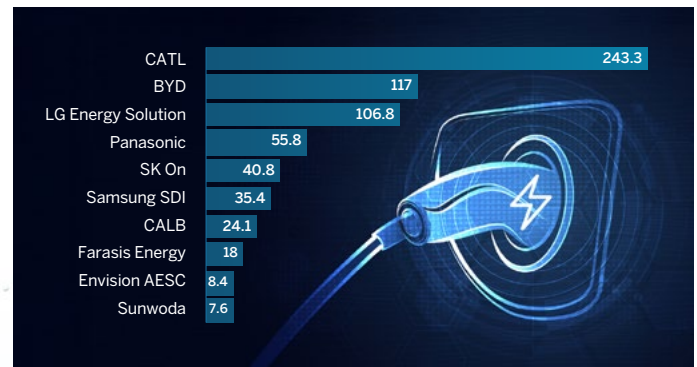 CATL 243.3
BYD 117
LG Energy Solution 106.8
Panasonic 55.8
SK On 40.8
Samsung SDI 35.4
CALB 24.1
Farasis Energy 18
Envision AESC 8.4
Sunwoda 7.6